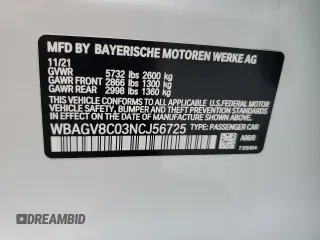 MFD BY BAYERISCHE MOTOREN WERKE AG
11/21
GVWR 5732 lbs 2600 kg
GAWR FRONT 2866 lbs 1300 kg
GAWR REAR 2998 lbs 1360 kg
THIS VEHICLE CONFORMS TO ALL APPLICABLE U.S. FEDERAL
MOTOR VEHICLE SAFETY, BUMPER, AND THEFT PREVENTION STANDARDS
IN EFFECT ON THE DATE OF MANUFACTURE SHOWN ABOVE.
WBAGV8C03NCJ56725 TYPE: PASSENGER CAR
DREAMBID